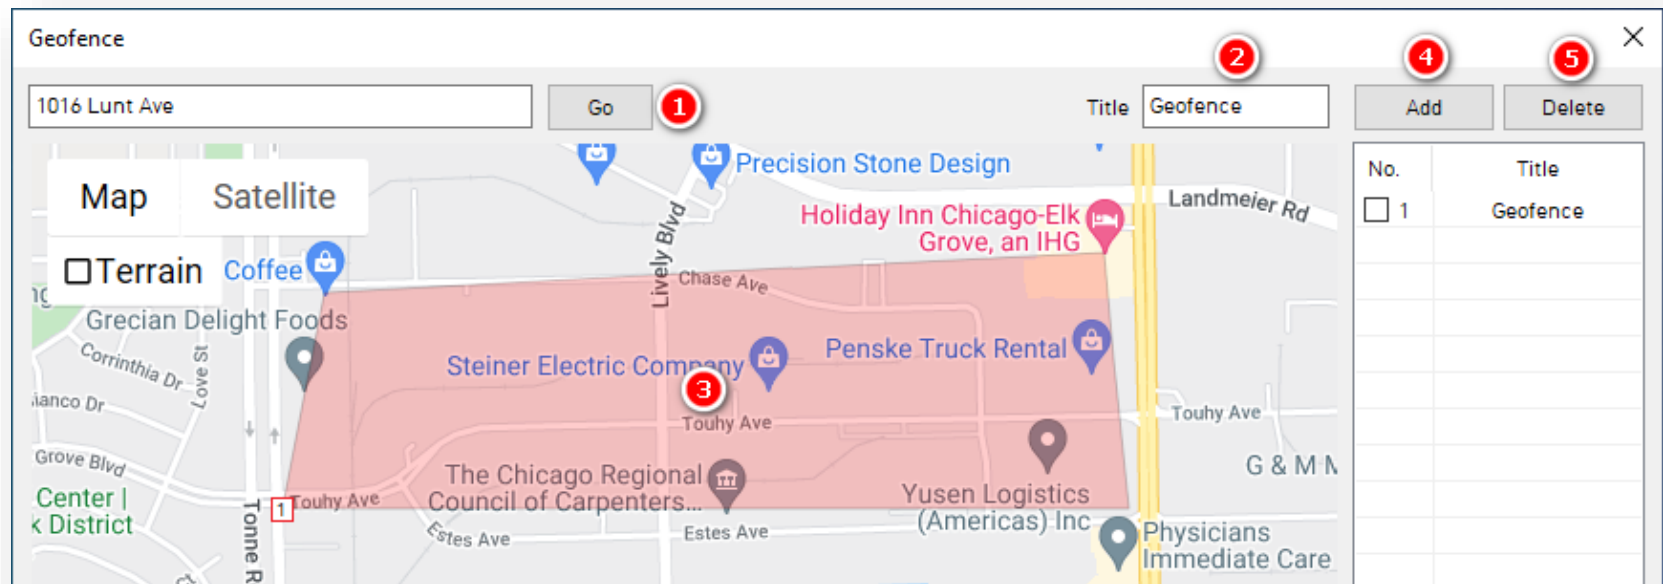 Geofence
2
4
5
1016 Lunt Ave
Go
1
Title
Geofence
Add
Delete
Map
Satellite
Terrain
Precision Stone Design
Landmeier Rd
Holiday Inn Chicago-Elk
Grove, an IHG
No.
Title
1
Geofence
Lively Blvd
Coffee
Chase Ave
Grecian Delight Foods
Corrinthia Dr
Love St
Steiner Electric Company
Penske Truck Rental
3
ianco Dr
Touhy Ave
Touhy Ave
Grove Blvd
The Chicago Regional
Council of Carpenters...
Yusen Logistics
(Americas) Inc
G & M M
Center |
k District
1
Touhy Ave
Tonne R
Estes Ave
Estes Ave
Physicians
Immediate Care